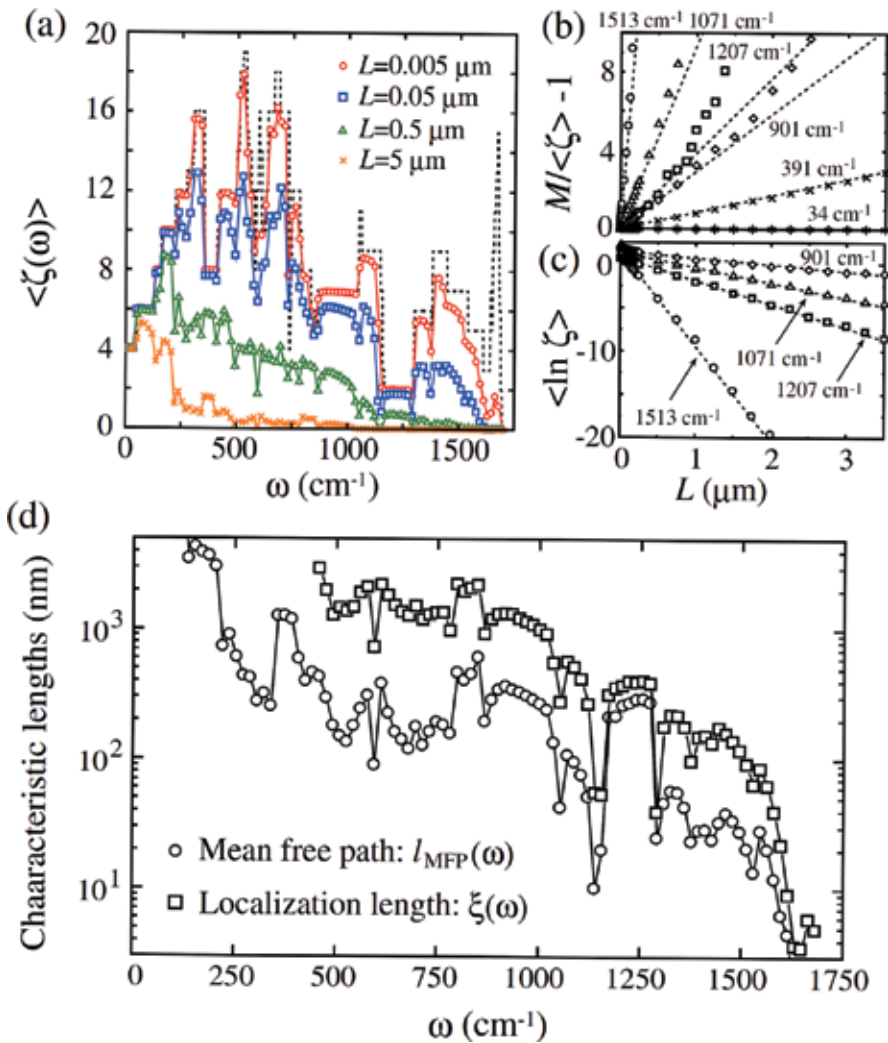 (a)
20
16
12
8
4
0
<ζ(ω)>
L=0.005 μm
L=0.05 μm
L=0.5 μm
L=5 μm
0 500 1000 1500
ω (cm-1)
(b)
1513 cm-1 1071 cm-1
1207 cm-1
8
4
0
M/<ζ> -1
901 cm-1
391 cm-1
34 cm-1
(c)
0
-10
-20
<ln ζ>
901 cm-1
1071 cm-1
1207 cm-1
1513 cm-1
0 1 2 3
L (μm)
(d)
Chaaracteristic lengths (nm)
10³
10²
10¹
Mean free path: lMFP(ω)
Localization length: ξ(ω)
0 250 500 750 1000 1250 1500 1750
ω (cm-1)